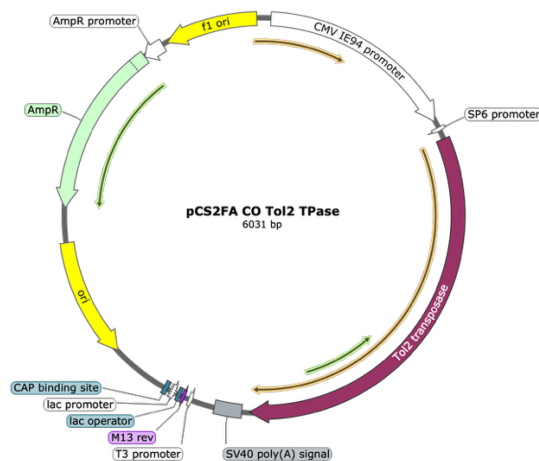 AmpR promoter
f1 ori
CMV IE94 promoter
SP6 promoter
AmpR
pCS2FA CO Tol2 TPase
6031 bp
Tol2 transposase
ori
CAP binding site
lac promoter
lac operator
M13 rev
T3 promoter
SV40 poly(A) signal